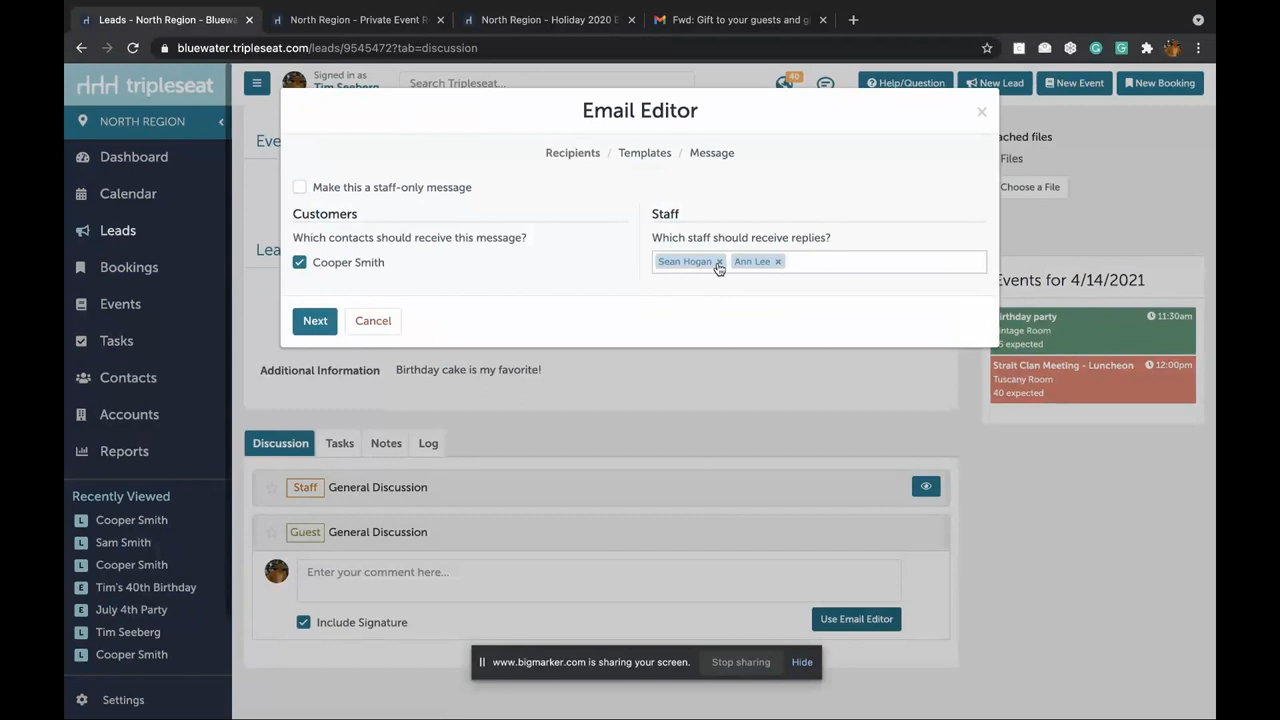 Leads - North Region - Bluewa
North Region - Private Event R
North Region - Holiday 2020 E
Fwd: Gift to your guests and g
bluewater.tripleseat.com/leads/9545472?tab=discussion
tripleseat
Signed in as
Tim Seeberg
Search Tripleseat...
40
Help/Question
New Lead
New Event
New Booking
NORTH REGION
Dashboard
Calendar
Leads
Bookings
Events
Tasks
Contacts
Accounts
Reports
Recently Viewed
L Cooper Smith
L Sam Smith
L Cooper Smith
E Tim's 40th Birthday
E July 4th Party
L Tim Seeberg
L Cooper Smith
Settings
Email Editor
×
Recipients / Templates / Message
Make this a staff-only message
Customers
Which contacts should receive this message?
Cooper Smith
Staff
Which staff should receive replies?
Sean Hogan × Ann Lee ×
Next
Cancel
Eve
Lea
Additional Information
Birthday cake is my favorite!
Discussion
Tasks
Notes
Log
Staff General Discussion
Guest General Discussion
Enter your comment here...
Include Signature
Use Email Editor
ached files
Files
Choose a File
Events for 4/14/2021
irthday party 11:30am
ntage Room
5 expected
Strait Clan Meeting - Luncheon 12:00pm
Tuscany Room
40 expected
www.bigmarker.com is sharing your screen.
Stop sharing
Hide